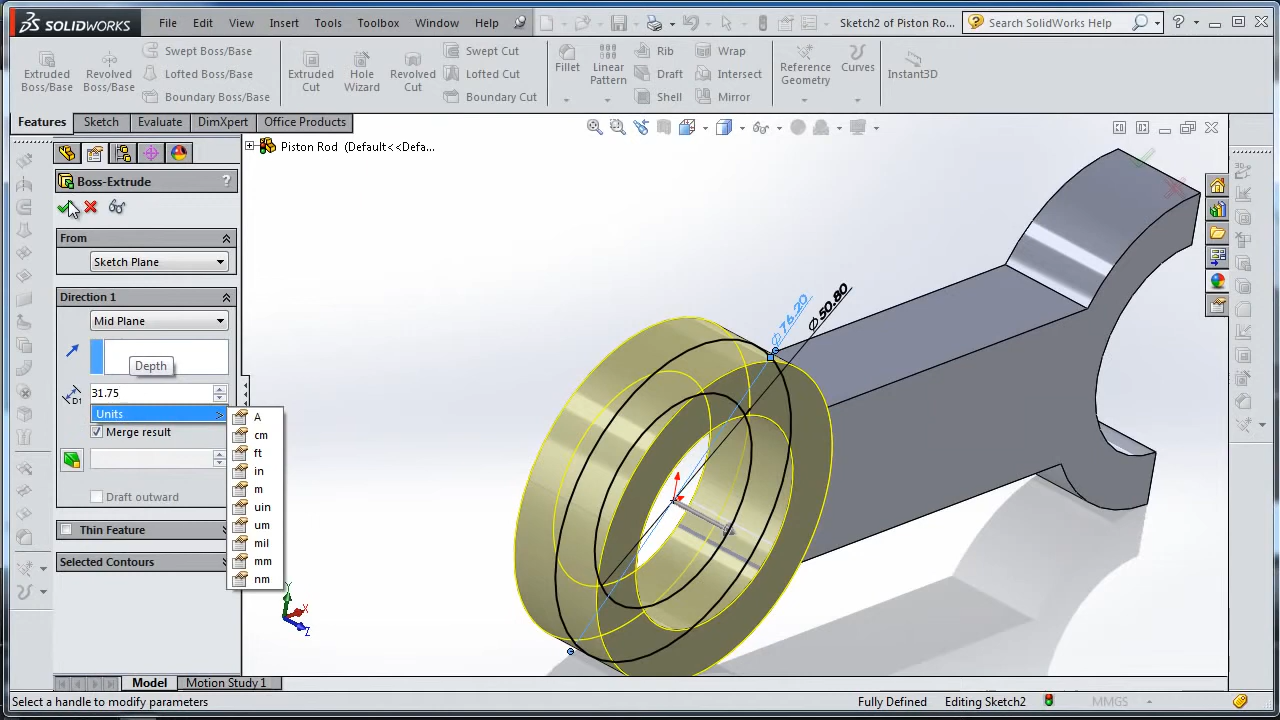 SOLIDWORKS File Edit View Insert Tools Toolbox Window Help Sketch2 of Piston Ro... Search SolidWorks Help ?
Extruded Boss/Base
Revolved Boss/Base
Swept Boss/Base
Lofted Boss/Base
Boundary Boss/Base
Extruded Cut
Hole Wizard
Revolved Cut
Swept Cut
Lofted Cut
Boundary Cut
Fillet
Linear Pattern
Rib
Draft
Shell
Wrap
Intersect
Mirror
Reference Geometry
Curves
Instant3D
Features Sketch Evaluate DimXpert Office Products
Piston Rod (Default<<Defa...
Boss-Extrude ?
From
Sketch Plane
Direction 1
Mid Plane
Depth
D1
31.75
Units >
Merge result
Draft outward
Thin Feature
Selected Contours
A
cm
ft
in
m
uin
um
mil
mm
nm
Ø76.20
Ø50.80
Y
X
Z
3D
Model Motion Study 1
Select a handle to modify parameters Fully Defined Editing Sketch2 MMGS